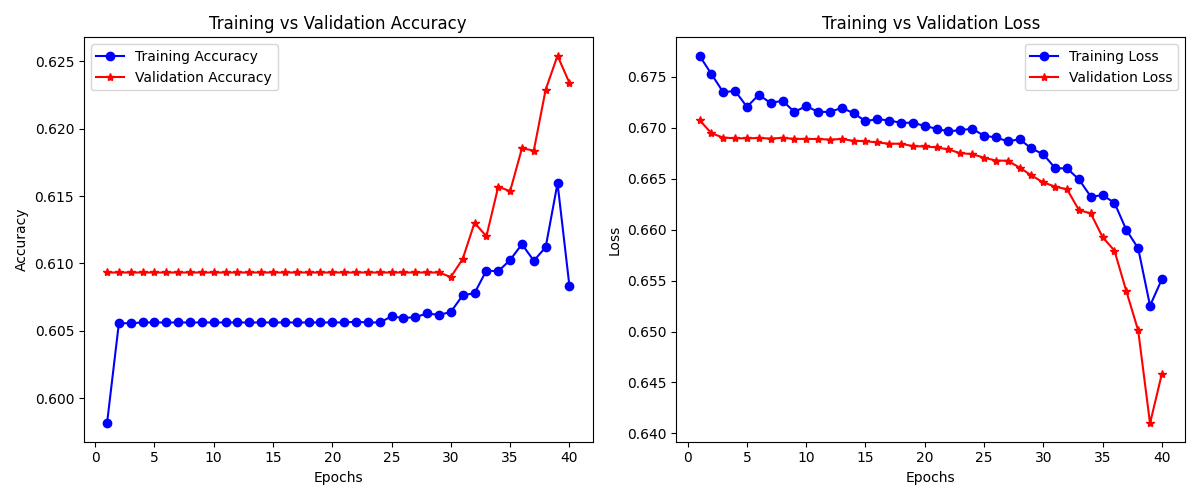 Training vs Validation Accuracy
Training Accuracy
Validation Accuracy
0.625
0.620
0.615
0.610
0.605
0.600
Accuracy
0 5 10 15 20 25 30 35 40
Epochs
Training vs Validation Loss
Training Loss
Validation Loss
0.675
0.670
0.665
0.660
0.655
0.650
0.645
0.640
Loss
0 5 10 15 20 25 30 35 40
Epochs